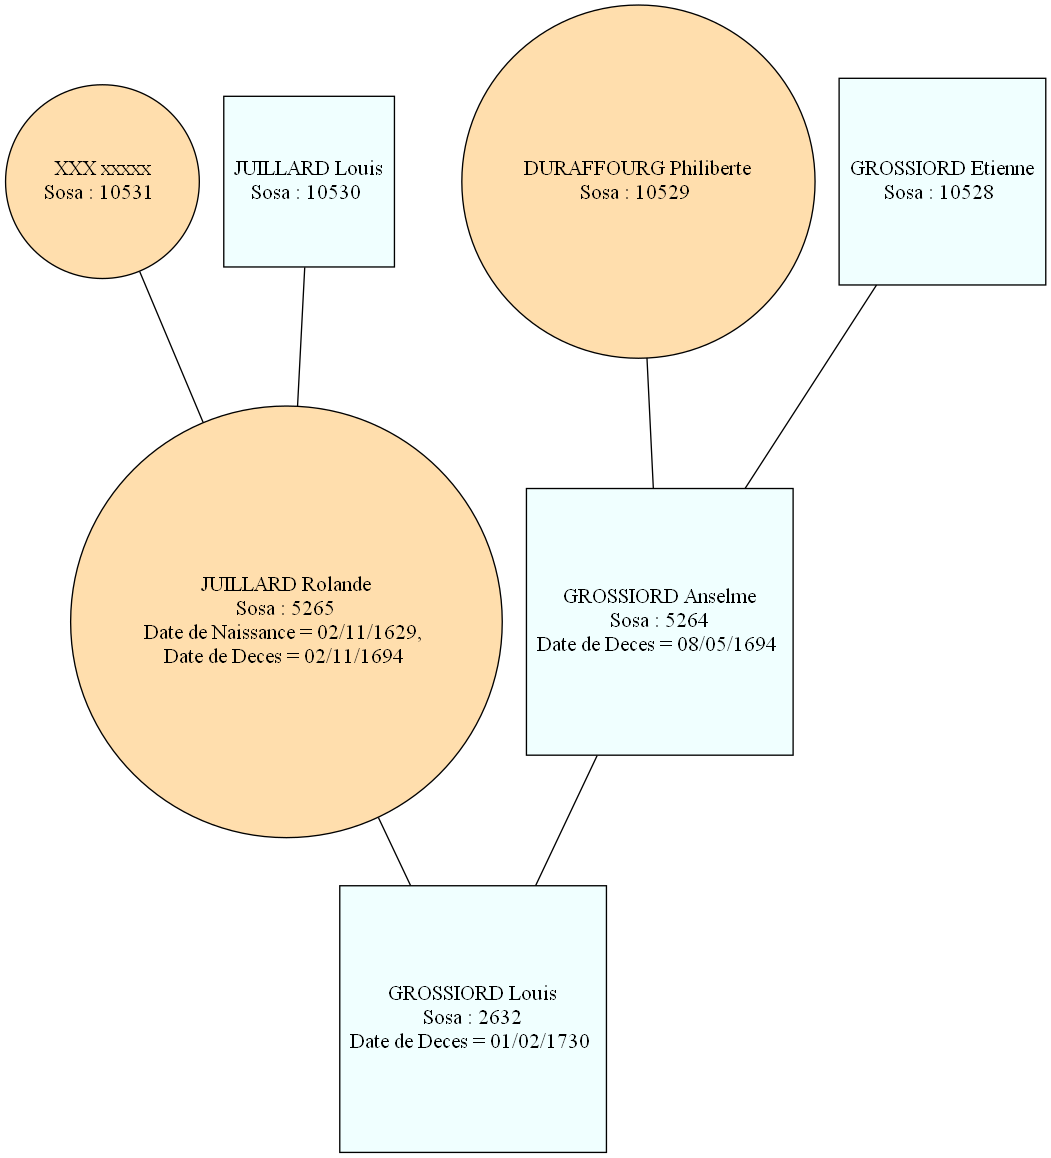 XXX xxxxx
Sosa : 10531
JUILLARD Louis
Sosa : 10530
DURAFFOURG Philiberte
Sosa : 10529
GROSSIORD Etienne
Sosa : 10528
JUILLARD Rolande
Sosa : 5265
Date de Naissance = 02/11/1629,
Date de Deces = 02/11/1694
GROSSIORD Anselme
Sosa : 5264
Date de Deces = 08/05/1694
GROSSIORD Louis
Sosa : 2632
Date de Deces = 01/02/1730